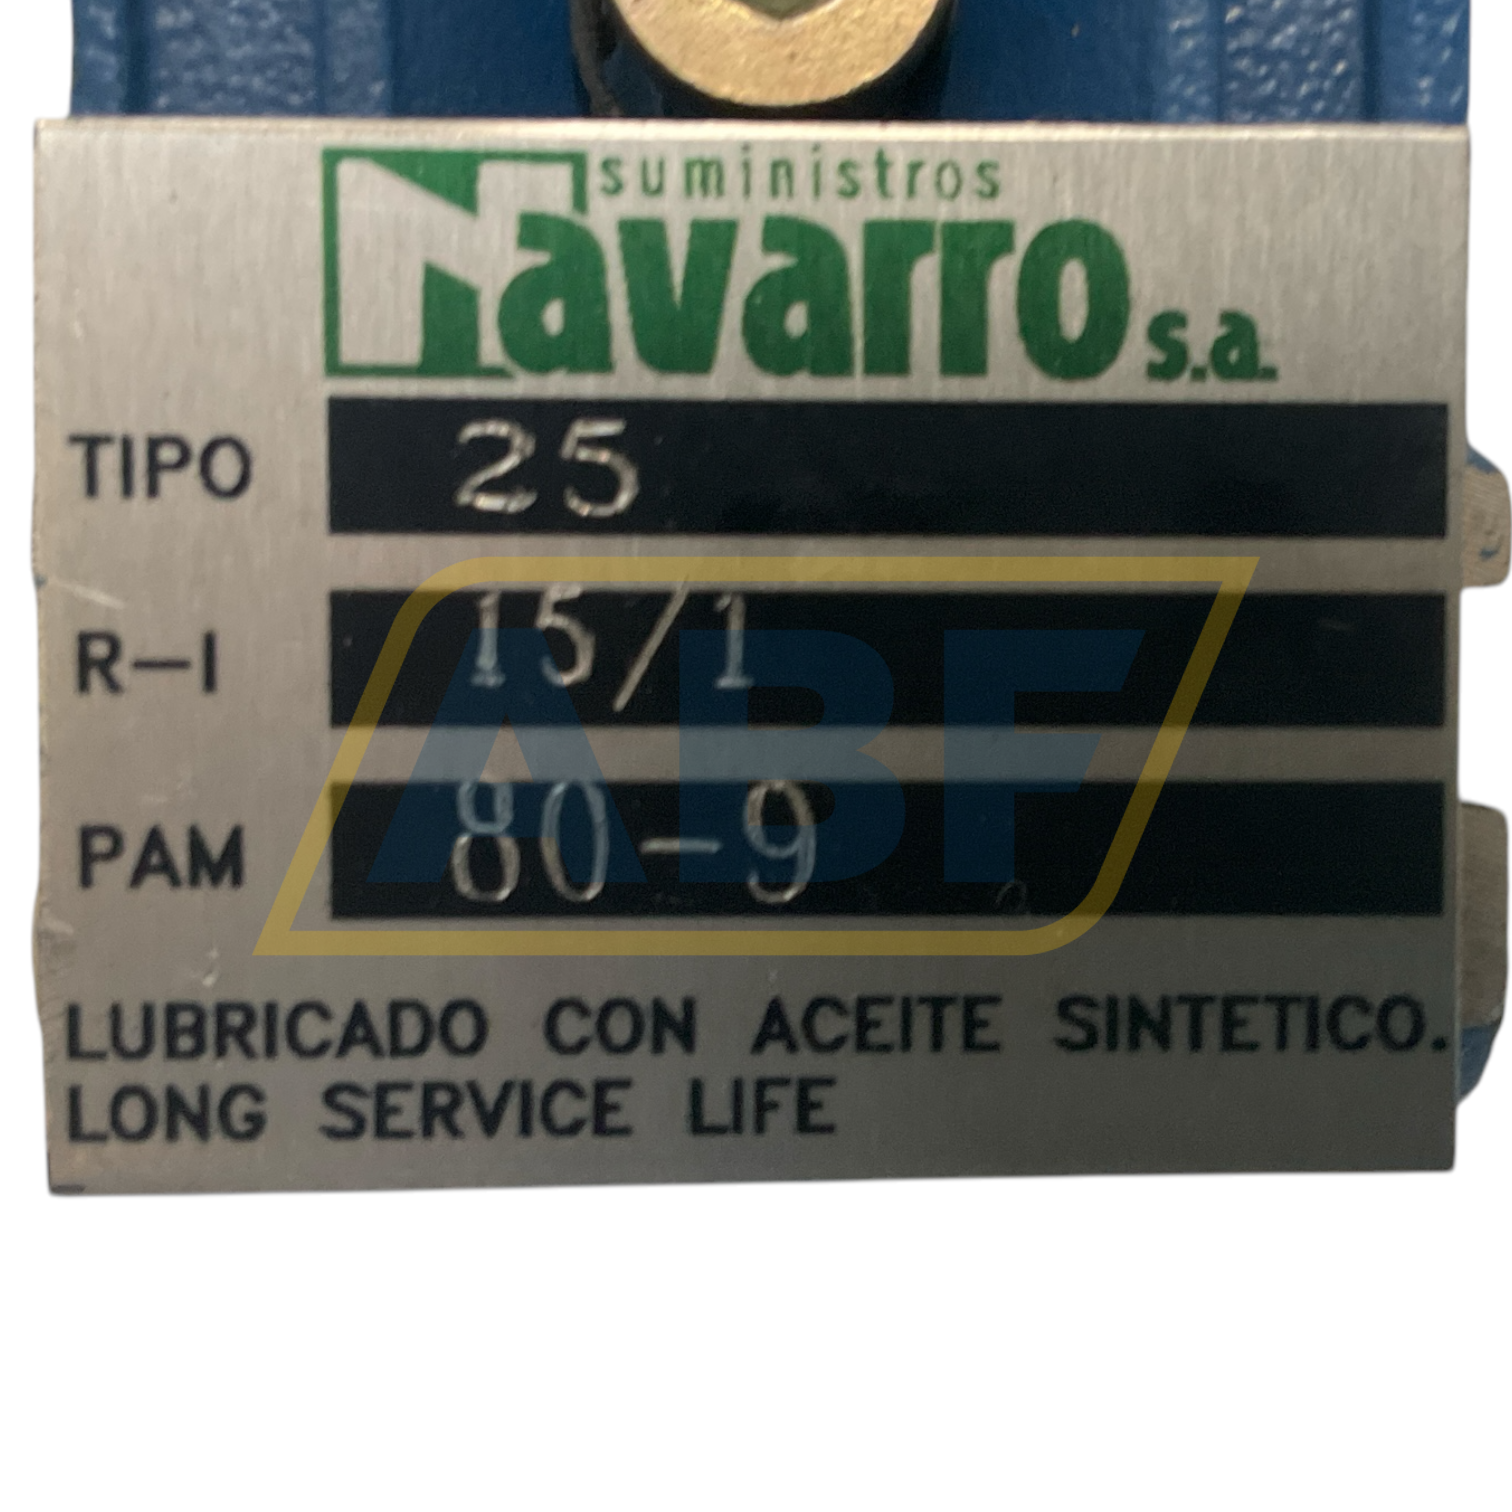 suministros
Navarro s.a.
TIPO 25
R-I 15/1
PAM 80-9
ABF
LUBRICADO CON ACEITE SINTETICO.
LONG SERVICE LIFE